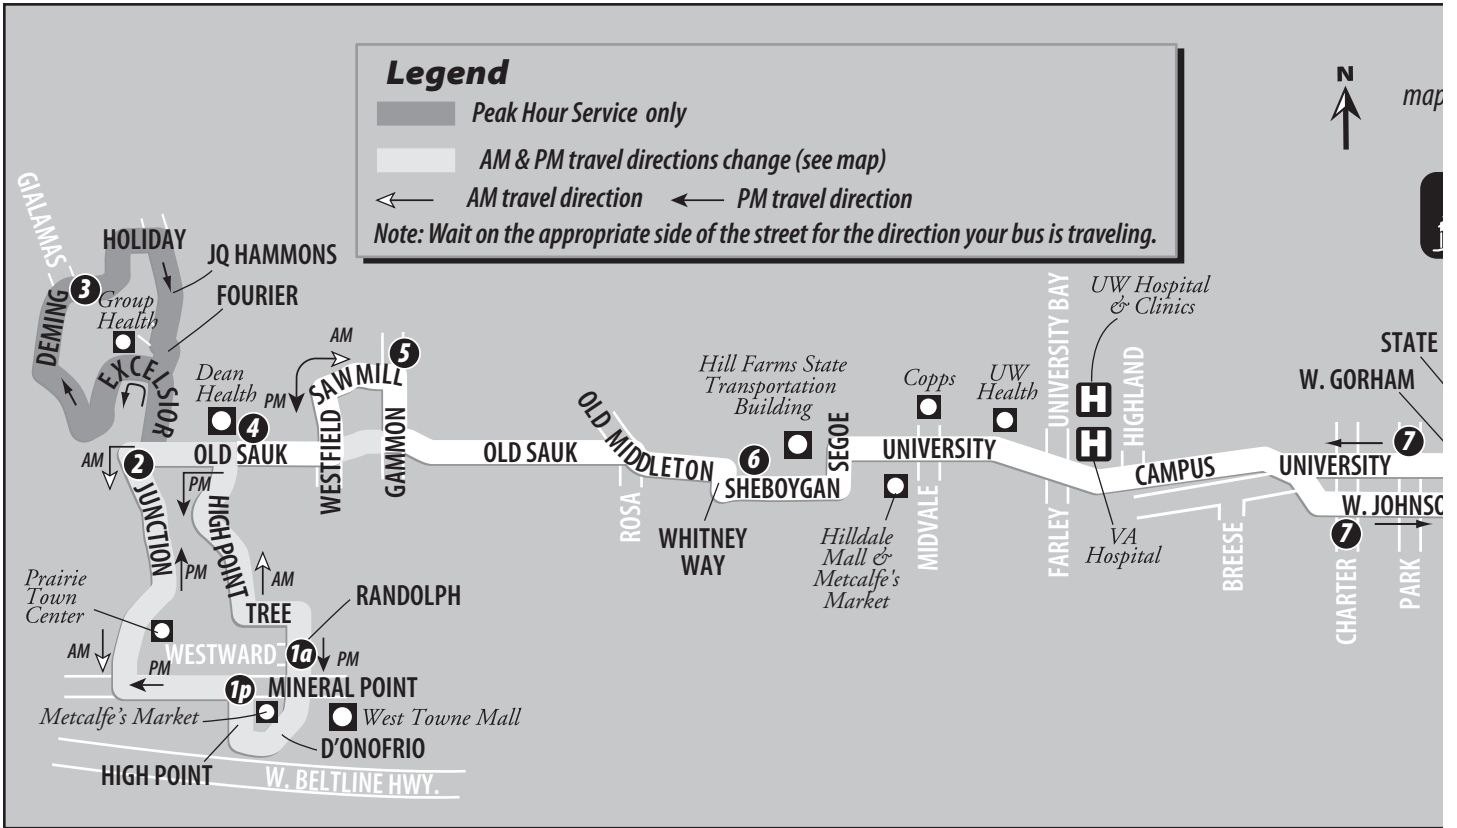 Legend
Peak Hour Service only
AM & PM travel directions change (see map)
AM travel direction
PM travel direction
Note: Wait on the appropriate side of the street for the direction your bus is traveling.
N
map
GIALAMAS
HOLIDAY
JQ HAMMONS
FOURIER
3
Group
Health
DEMING
EXCELSIOR
Dean
Health
4
AM
PM
SAWMILL
5
WESTFIELD
GAMMON
OLD SAUK
OLD SAUK
OLD MIDDLETON
ROSA
WHITNEY
WAY
6
SHEBOYGAN
SEGOE
Hill Farms State
Transportation
Building
Copps
UW
Health
UNIVERSITY
Hilldale
Mall &
Metcalfe's
Market
MIDVALE
FARLEY
UNIVERSITY BAY
UW Hospital
& Clinics
H
H
HIGHLAND
VA
Hospital
CAMPUS
BREESE
STATE
W. GORHAM
7
UNIVERSITY
W. JOHNSO
7
CHARTER
PARK
AM
2
JUNCTION
PM
HIGH POINT
PM
AM
TREE
RANDOLPH
Prairie
Town
Center
AM
PM
WESTWARD
1a
PM
1p
MINERAL POINT
Metcalfe's Market
West Towne Mall
D'ONOFRIO
HIGH POINT
W. BELTLINE HWY.